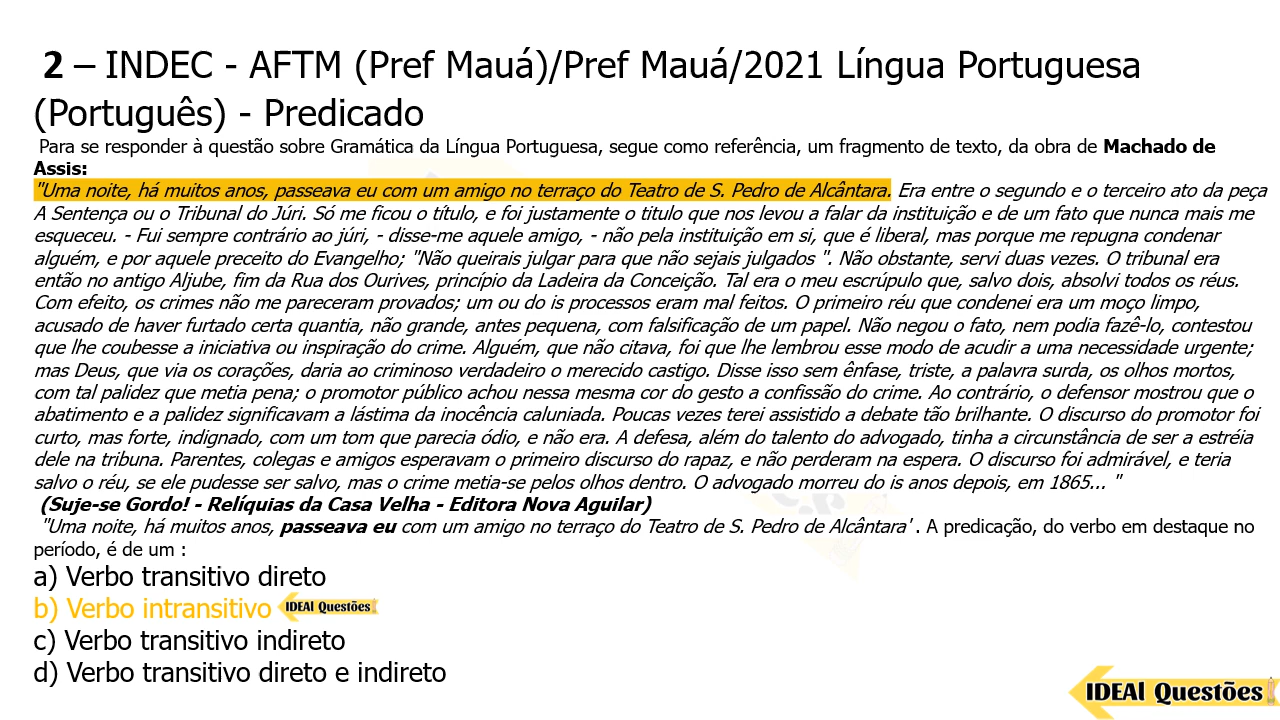 2 – INDEC - AFTM (Pref Mauá)/Pref Mauá/2021 Língua Portuguesa
(Português) - Predicado
Para se responder à questão sobre Gramática da Língua Portuguesa, segue como referência, um fragmento de texto, da obra de Machado de
Assis:
"Uma noite, há muitos anos, passeava eu com um amigo no terraço do Teatro de S. Pedro de Alcântara. Era entre o segundo e o terceiro ato da peça
A Sentença ou o Tribunal do Júri. Só me ficou o título, e foi justamente o titulo que nos levou a falar da instituição e de um fato que nunca mais me
esqueceu. - Fui sempre contrário ao júri, - disse-me aquele amigo, - não pela instituição em si, que é liberal, mas porque me repugna condenar
alguém, e por aquele preceito do Evangelho; "Não queirais julgar para que não sejais julgados ". Não obstante, servi duas vezes. O tribunal era
então no antigo Aljube, fim da Rua dos Ourives, princípio da Ladeira da Conceição. Tal era o meu escrúpulo que, salvo dois, absolvi todos os réus.
Com efeito, os crimes não me pareceram provados; um ou do is processos eram mal feitos. O primeiro réu que condenei era um moço limpo,
acusado de haver furtado certa quantia, não grande, antes pequena, com falsificação de um papel. Não negou o fato, nem podia fazê-lo, contestou
que lhe coubesse a iniciativa ou inspiração do crime. Alguém, que não citava, foi que lhe lembrou esse modo de acudir a uma necessidade urgente;
mas Deus, que via os corações, daria ao criminoso verdadeiro o merecido castigo. Disse isso sem ênfase, triste, a palavra surda, os olhos mortos,
com tal palidez que metia pena; o promotor público achou nessa mesma cor do gesto a confissão do crime. Ao contrário, o defensor mostrou que o
abatimento e a palidez significavam a lástima da inocência caluniada. Poucas vezes terei assistido a debate tão brilhante. O discurso do promotor foi
curto, mas forte, indignado, com um tom que parecia ódio, e não era. A defesa, além do talento do advogado, tinha a circunstância de ser a estréia
dele na tribuna. Parentes, colegas e amigos esperavam o primeiro discurso do rapaz, e não perderam na espera. O discurso foi admirável, e teria
salvo o réu, se ele pudesse ser salvo, mas o crime metia-se pelos olhos dentro. O advogado morreu do is anos depois, em 1865... "
(Suje-se Gordo! - Relíquias da Casa Velha - Editora Nova Aguilar)
"Uma noite, há muitos anos, passeava eu com um amigo no terraço do Teatro de S. Pedro de Alcântara' . A predicação, do verbo em destaque no
período, é de um :
a) Verbo transitivo direto
b) Verbo intransitivo IDEAl Questões
c) Verbo transitivo indireto
d) Verbo transitivo direto e indireto
IDEAl Questões